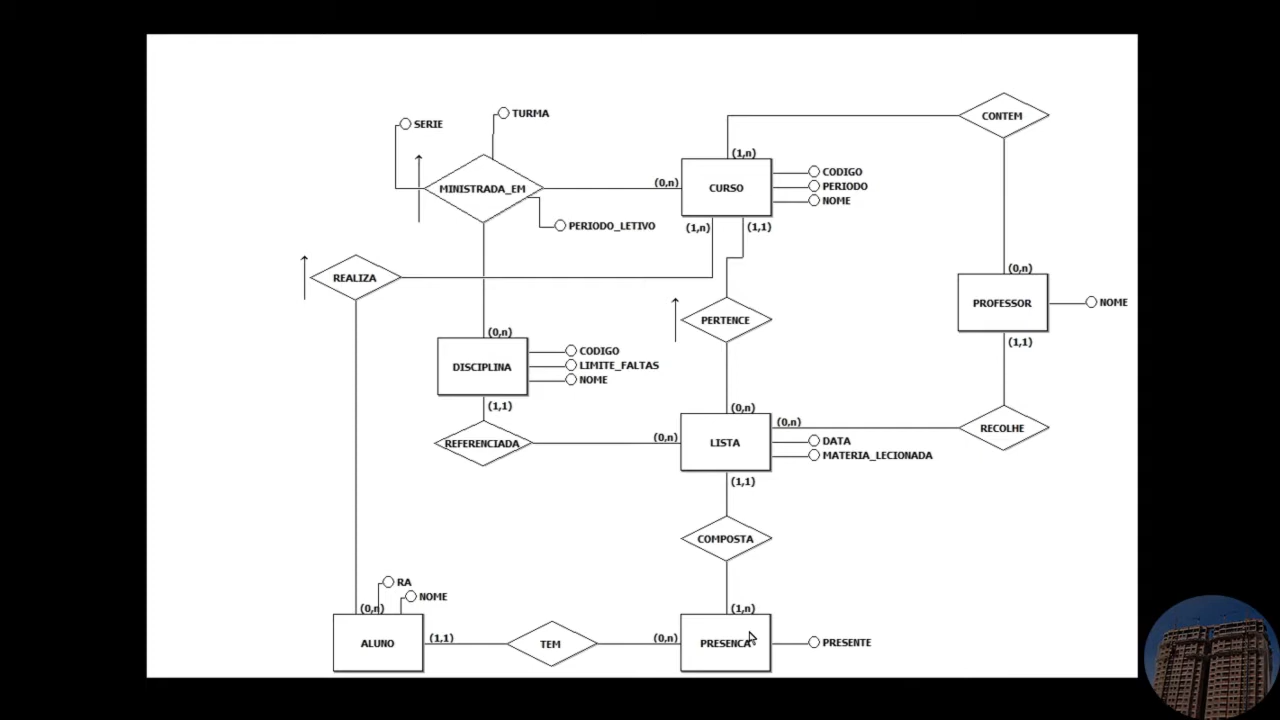 TURMA
CONTEM
SERIE
(1,n)
CODIGO
MINISTRADA_EM
(0,n)
CURSO
PERIODO
NOME
PERIODO_LETIVO
(1,n)
(1,1)
(0,n)
REALIZA
PROFESSOR
NOME
PERTENCE
(0,n)
(1,1)
CODIGO
DISCIPLINA
LIMITE_FALTAS
NOME
(1,1)
(0,n)
(0,n)
RECOLHE
REFERENCIADA
(0,n)
LISTA
DATA
MATERIA_LECIONADA
(1,1)
COMPOSTA
RA
NOME
(0,n)
(1,n)
ALUNO
(1,1)
TEM
(0,n)
PRESENCA
PRESENTE